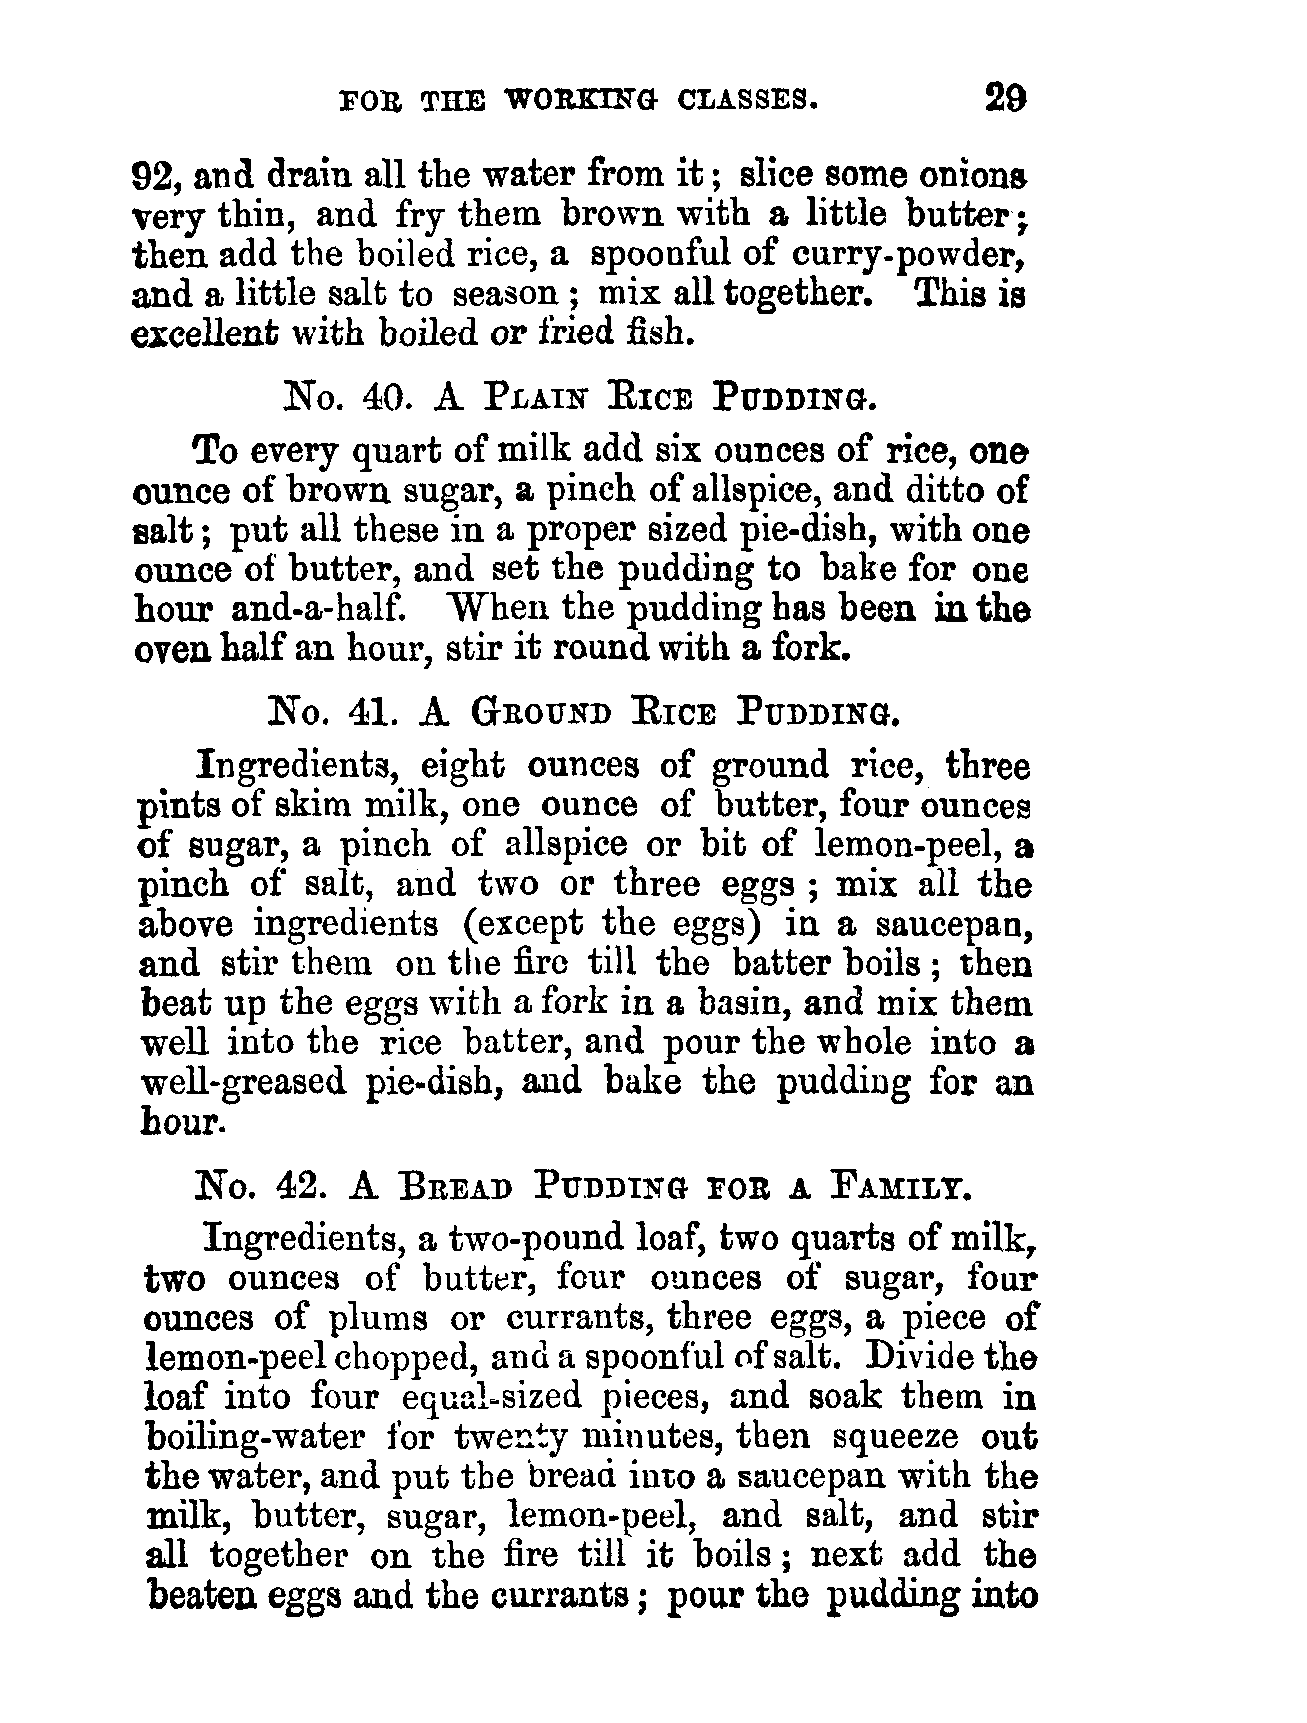 FOR THE WORKING CLASSES. 29
92, and drain all the water from it; slice some onions
very thin, and fry them brown with a little butter;
then add the boiled rice, a spoonful of curry-powder,
and a little salt to season; mix all together. This is
excellent with boiled or fried fish.
No. 40. A Plain Rice Pudding.
To every quart of milk add six ounces of rice, one
ounce of brown sugar, a pinch of allspice, and ditto of
salt; put all these in a proper sized pie-dish, with one
ounce of butter, and set the pudding to bake for one
hour and-a-half. When the pudding has been in the
oven half an hour, stir it round with a fork.
No. 41. A Ground Rice Pudding.
Ingredients, eight ounces of ground rice, three
pints of skim milk, one ounce of butter, four ounces
of sugar, a pinch of allspice or bit of lemon-peel, a
pinch of salt, and two or three eggs; mix all the
above ingredients (except the eggs) in a saucepan,
and stir them on the fire till the batter boils; then
beat up the eggs with a fork in a basin, and mix them
well into the rice batter, and pour the whole into a
well-greased pie-dish, and bake the pudding for an
hour.
No. 42. A Bread Pudding for a Family.
Ingredients, a two-pound loaf, two quarts of milk,
two ounces of butter, four ounces of sugar, four
ounces of plums or currants, three eggs, a piece of
lemon-peel chopped, and a spoonful of salt. Divide the
loaf into four equal-sized pieces, and soak them in
boiling-water for twenty minutes, then squeeze out
the water, and put the bread into a saucepan with the
milk, butter, sugar, lemon-peel, and salt, and stir
all together on the fire till it boils; next add the
beaten eggs and the currants; pour the pudding into